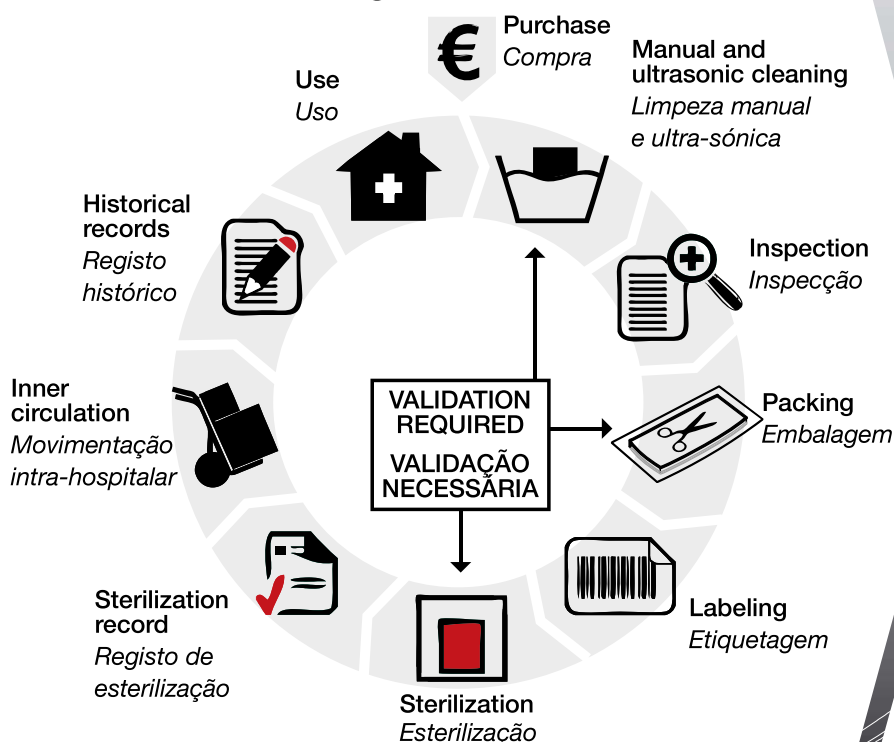 Purchase
Compra
Manual and
ultrasonic cleaning
Limpeza manual
e ultra-sónica
Inspection
Inspecção
Packing
Embalagem
Labeling
Etiquetagem
Sterilization
Esterilização
Sterilization
record
Registo de
esterilização
Inner
circulation
Movimentação
intra-hospitalar
Historical
records
Registo
histórico
Use
Uso
VALIDATION
REQUIRED
VALIDAÇÃO
NECESSÁRIA
€